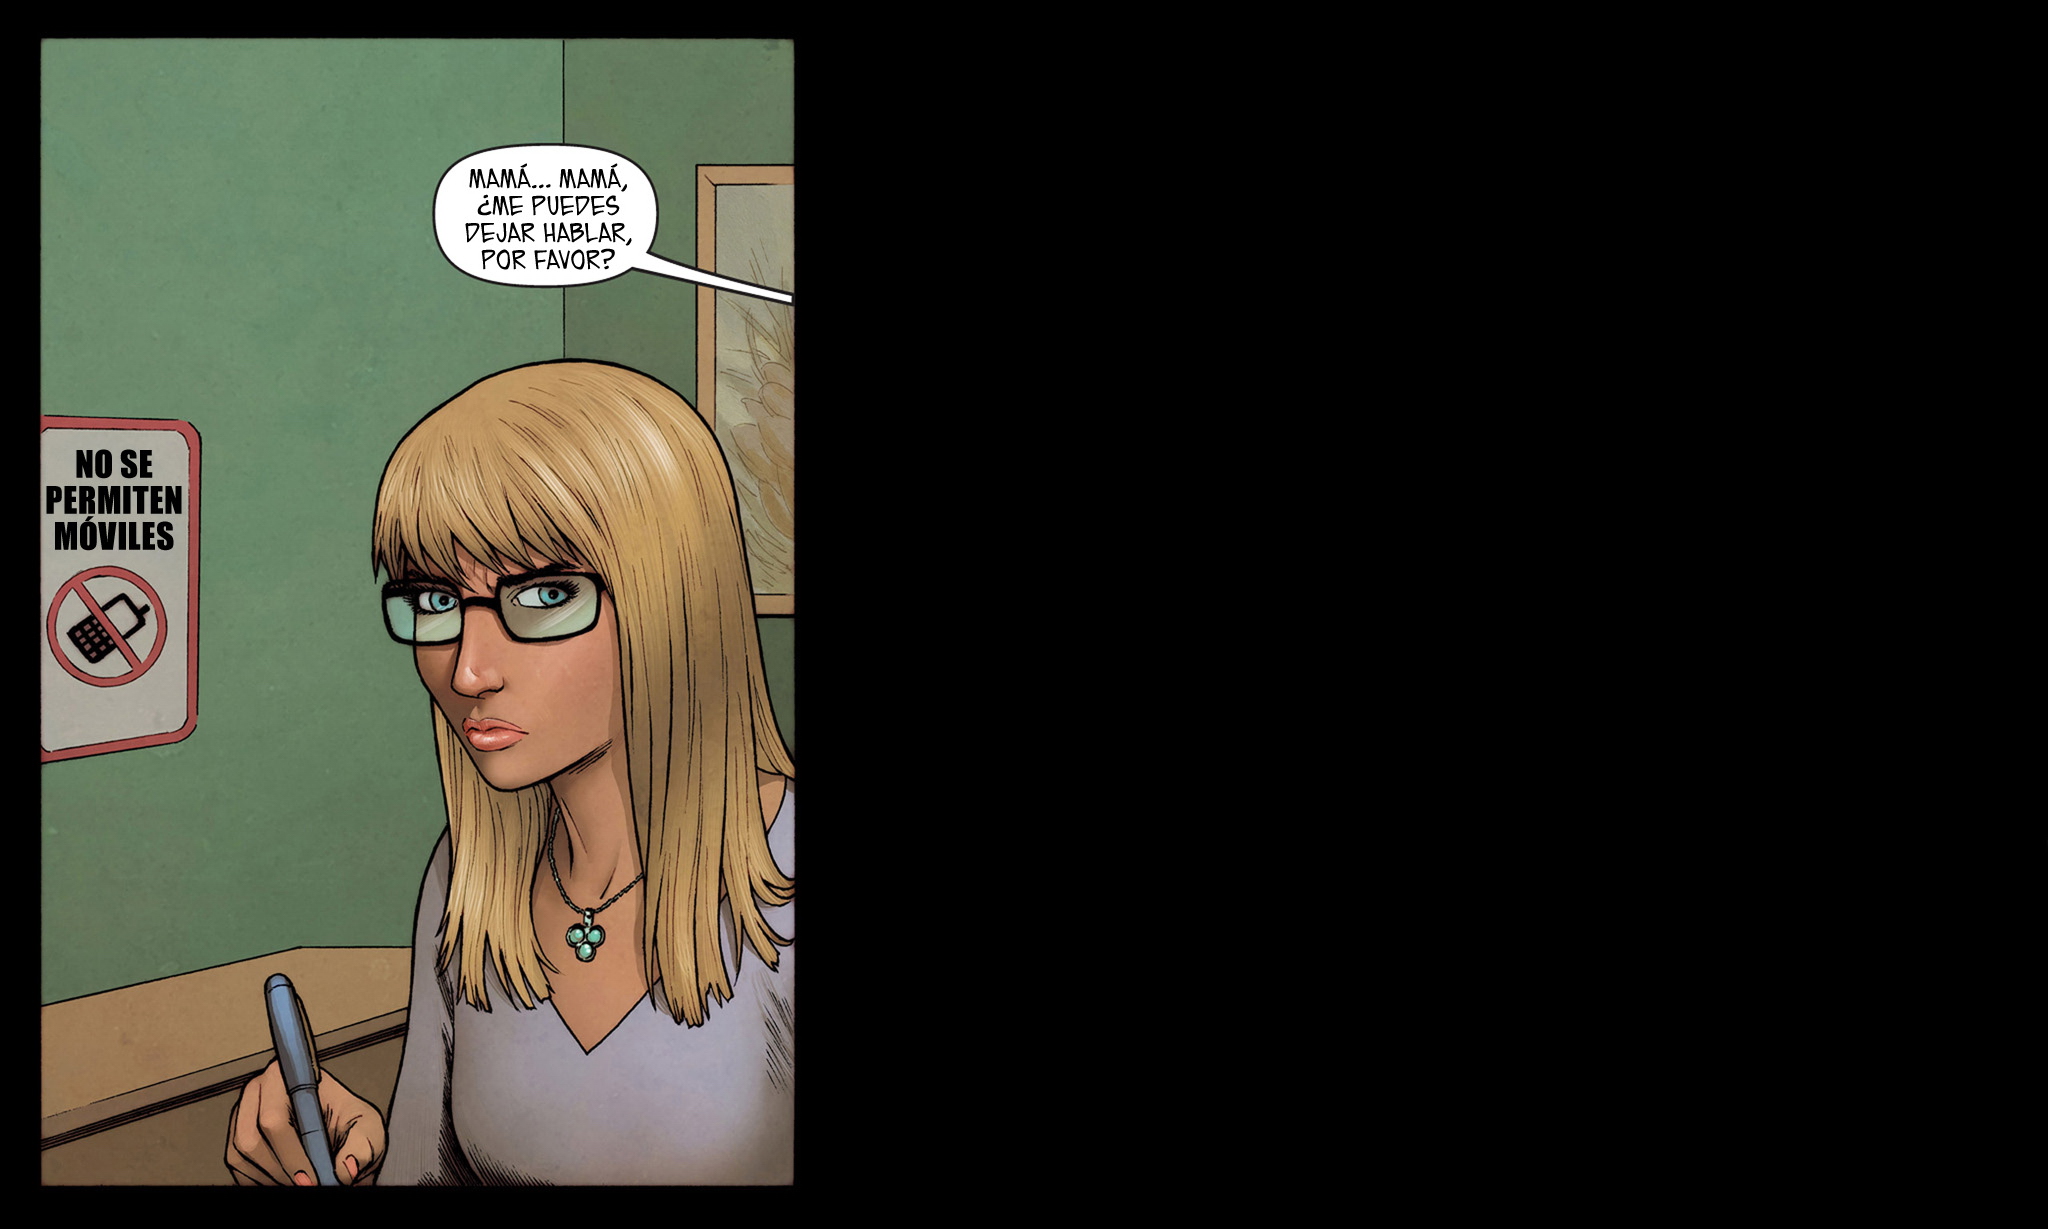 MAMÁ... MAMÁ,
¿ME PUEDES
DEJAR HABLAR,
POR FAVOR?
NO SE
PERMITEN
MÓVILES